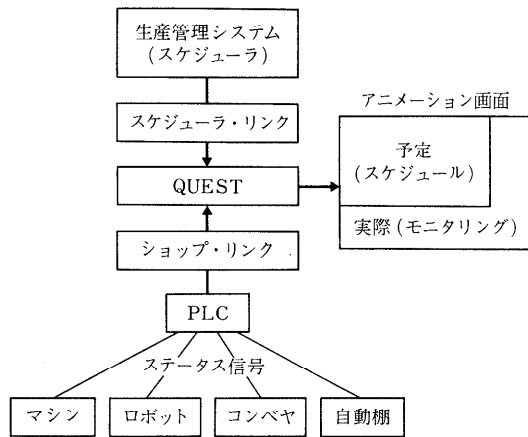 生産管理システム
(スケジューラ)
スケジューラ・リンク
アニメーション画面
予定
(スケジュール)
QUEST
実際(モニタリング)
ショップ・リンク
PLC
ステータス信号
マシン
ロボット
コンベヤ
自動棚